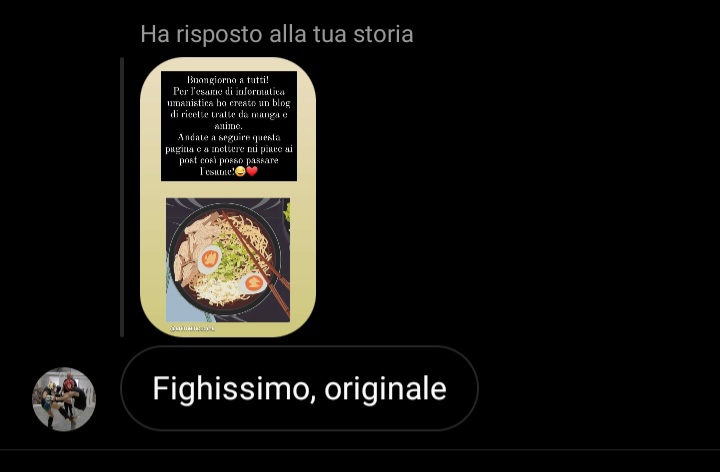 Ha risposto alla tua storia
Buongiorno a tutti!
Per l'esame di informatica
umanistica ho creato un blog
di ricette tratte da manga e
anime.
Andate a seguire questa
pagina e a mettere mi piace ai
post così posso passare
l'esame!😅❤️
Fighissimo, originale